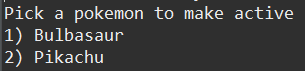 Pick a pokemon to make active
1) Bulbasaur
2) Pikachu